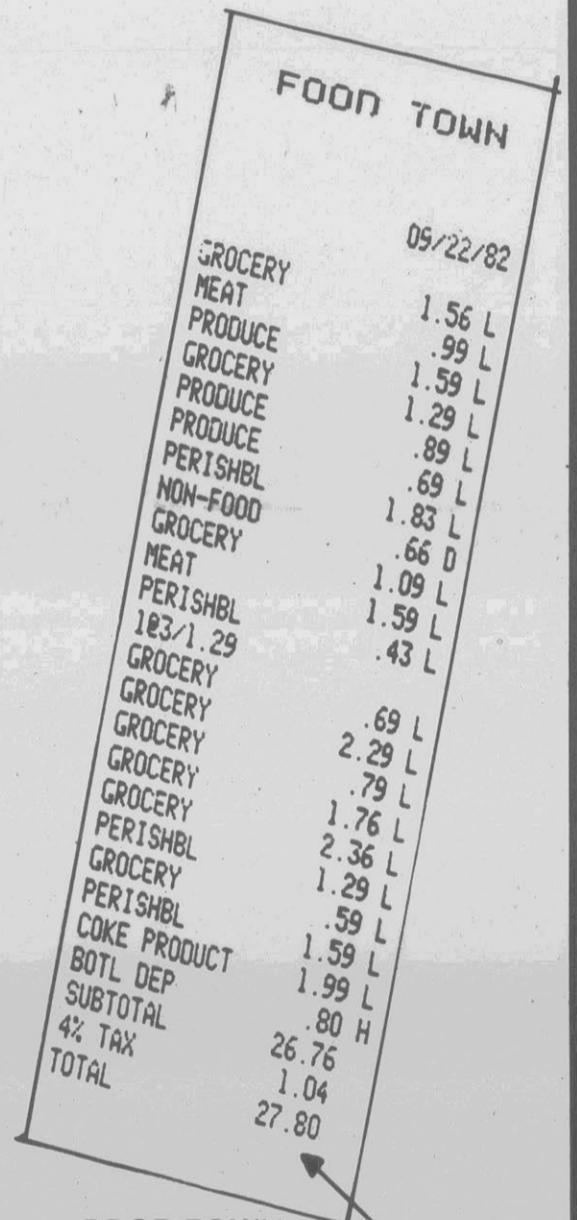 FOOD TOWN
09/22/82
GROCERY 1.56 L
MEAT .99 L
PRODUCE 1.59 L
GROCERY 1.29 L
PRODUCE .89 L
PRODUCE .69 L
PERISHBL 1.83 L
NON-FOOD .66 D
GROCERY 1.09 L
MEAT 1.59 L
PERISHBL .43 L
1@3/1.29
GROCERY .69 L
GROCERY 2.29 L
GROCERY .79 L
GROCERY 1.76 L
GROCERY 2.36 L
PERISHBL 1.29 L
GROCERY .59 L
PERISHBL 1.59 L
COKE PRODUCT 1.99 L
BOTL DEP .80 H
SUBTOTAL 26.76
4% TAX 1.04
TOTAL 27.80